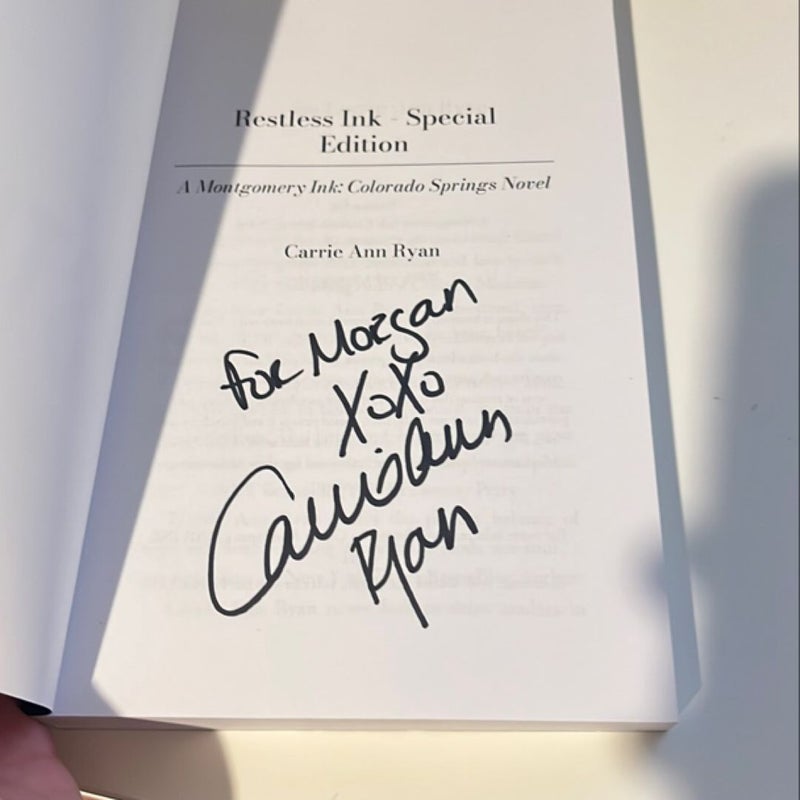 Restless Ink - Special
Edition
A Montgomery Ink: Colorado Springs Novel
Carrie Ann Ryan
For Morgan
XoXo
Carrie Ann
Ryan